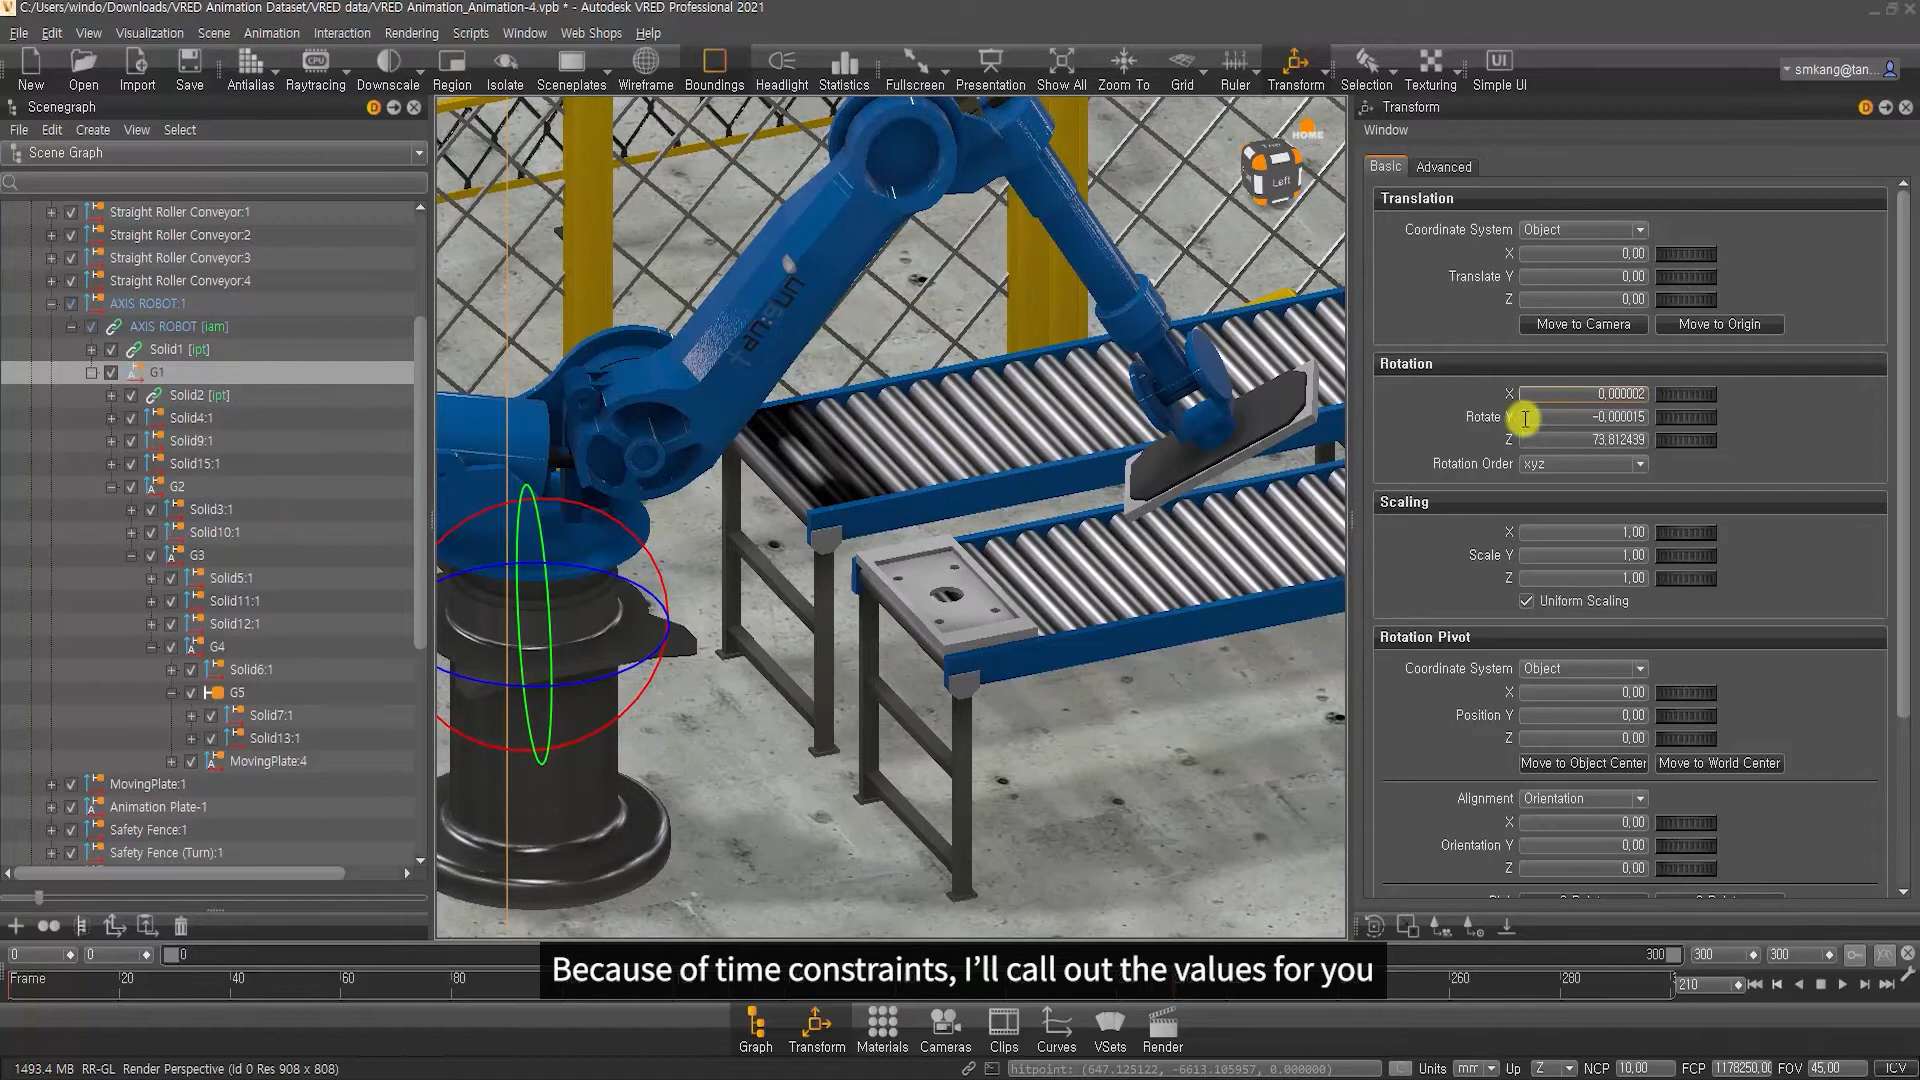 C:/Users/windo/Downloads/VRED Animation Dataset/VRED data/VRED Animation_Animation-4.vpb * - Autodesk VRED Professional 2021
File Edit View Visualization Scene Animation Interaction Rendering Scripts Window Web Shops Help
New Open Import Save Antialias Raytracing Downscale Region Isolate Sceneplates Wireframe Boundings Headlight Statistics Fullscreen Presentation Show All Zoom To Grid Ruler Transform Selection Texturing Simple UI
smkang@tan...
Scenegraph
File Edit Create View Select
Scene Graph
Straight Roller Conveyor:1
Straight Roller Conveyor:2
Straight Roller Conveyor:3
Straight Roller Conveyor:4
AXIS ROBOT:1
AXIS ROBOT [iam]
Solid1 [ipt]
G1
Solid2 [ipt]
Solid4:1
Solid9:1
Solid15:1
G2
Solid3:1
Solid10:1
G3
Solid5:1
Solid11:1
Solid12:1
G4
Solid6:1
G5
Solid7:1
Solid13:1
MovingPlate:4
MovingPlate:1
Animation Plate-1
Safety Fence:1
Safety Fence (Turn):1
HOME
Left
Transform
Window
Basic Advanced
Translation
Coordinate System Object
X 0,00
Translate Y 0,00
Z 0,00
Move to Camera Move to Origin
Rotation
X 0,000002
Rotate Y -0,000015
Z 73,812439
Rotation Order xyz
Scaling
X 1,00
Scale Y 1,00
Z 1,00
Uniform Scaling
Rotation Pivot
Coordinate System Object
X 0,00
Position Y 0,00
Z 0,00
Move to Object Center Move to World Center
Alignment Orientation
X 0,00
Orientation Y 0,00
Z 0,00
0 0 0 300 300 300
Frame 20 40 60 80 260 280 210
Because of time constraints, I'll call out the values for you
Graph Transform Materials Cameras Clips Curves VSets Render
1493.4 MB RR-GL Render Perspective (Id 0 Res 908 x 808)
hitpoint: (647.125122, -6613.105957, 0.000000)
Units mm Up Z NCP 10,00 FCP 1178250,00 FOV 45,00 ICV